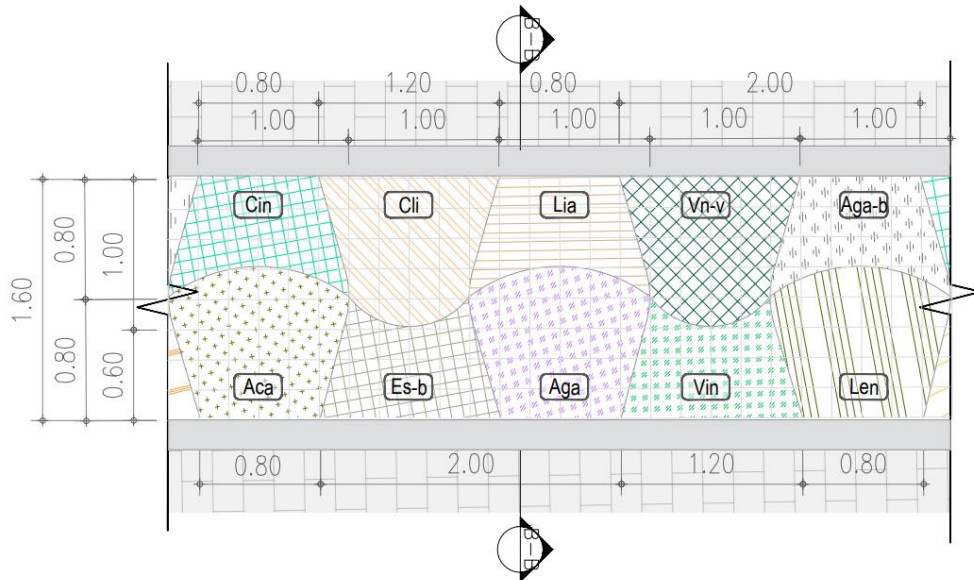 B-B
0.80 1.20 0.80 2.00
1.00 1.00 1.00 1.00 1.00
Cin Cli Lia Vn-v Aga-b
1.60 0.80 1.00
0.80 0.60
Aca Es-b Aga Vin Len
0.80 2.00 1.20 0.80
B-B